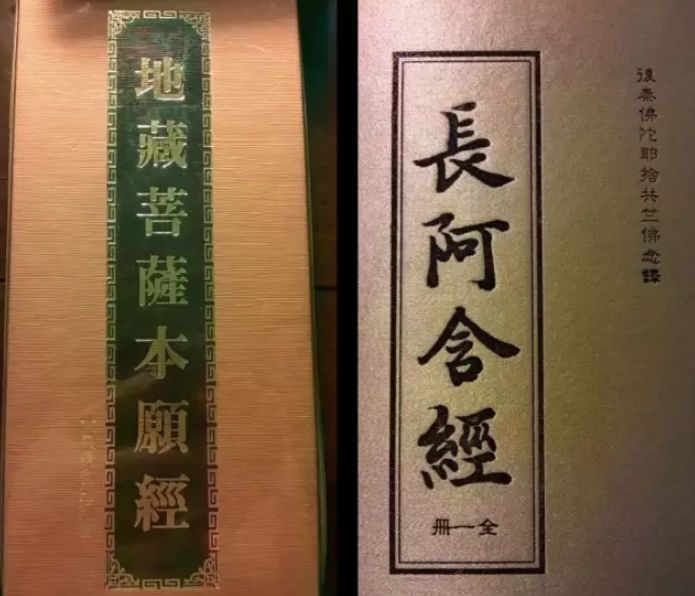 地藏菩薩本願經
後秦佛陀耶舍共竺佛念譯
長阿含經
全一冊